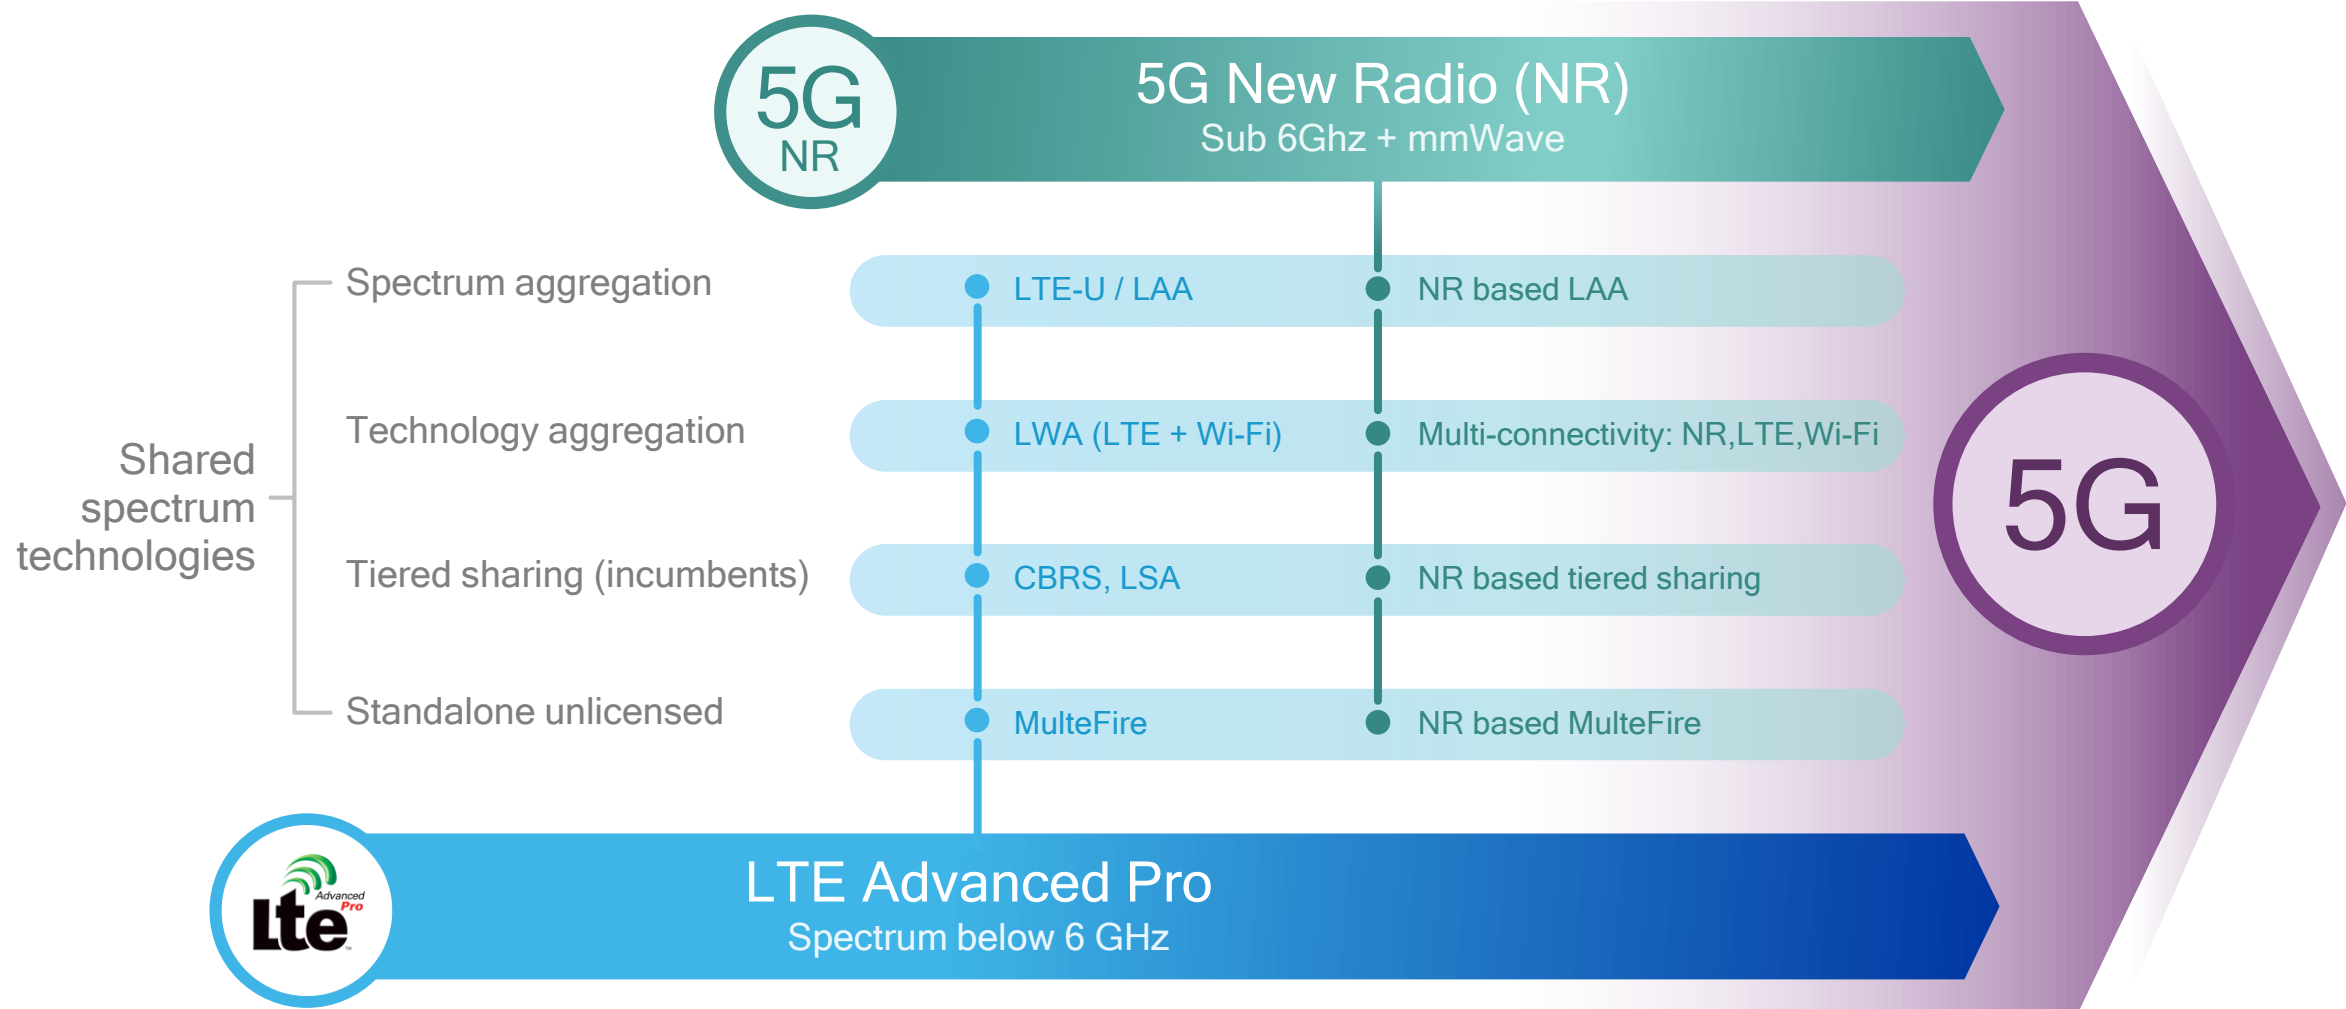 5G
NR
5G New Radio (NR)
Sub 6Ghz + mmWave
Shared
spectrum
technologies
Spectrum aggregation
LTE-U / LAA
NR based LAA
Technology aggregation
LWA (LTE + Wi-Fi)
Multi-connectivity: NR,LTE,Wi-Fi
Tiered sharing (incumbents)
CBRS, LSA
NR based tiered sharing
Standalone unlicensed
MulteFire
NR based MulteFire
5G
Advanced
Pro
Lte
LTE Advanced Pro
Spectrum below 6 GHz